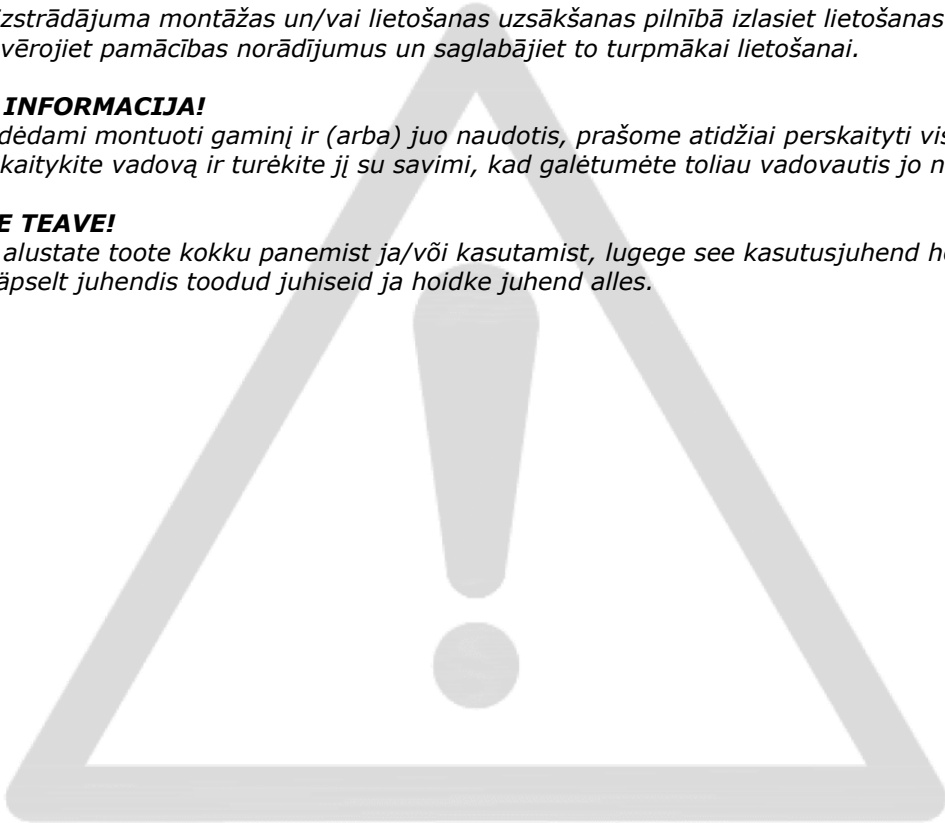 izstrādājuma montāžas un/vai lietošanas uzsākšanas pilnībā izlasiet lietošanas
vērojiet pamācības norādījumus un saglabājiet to turpmākai lietošanai.
INFORMACIJA!
dėdami montuoti gaminį ir (arba) juo naudotis, prašome atidžiai perskaityti vis
kaitykite vadovą ir turėkite jį su savimi, kad galėtumėte toliau vadovautis jo n
E TEAVE!
alustate toote kokku panemist ja/või kasutamist, lugege see kasutusjuhend h
äpselt juhendis toodud juhiseid ja hoidke juhend alles.